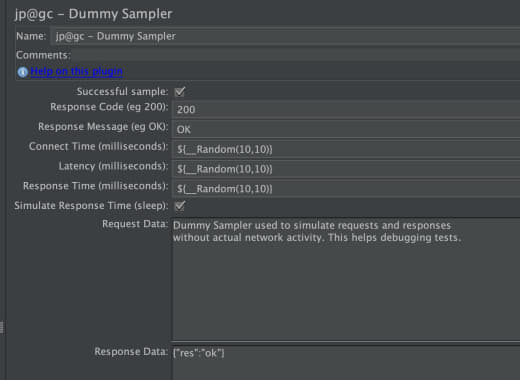 jp@gc - Dummy Sampler
Name: jp@gc - Dummy Sampler
Comments:
Help on this plugin
Successful sample:
Response Code (eg 200): 200
Response Message (eg OK): OK
Connect Time (milliseconds): ${__Random(10,10)}
Latency (milliseconds): ${__Random(10,10)}
Response Time (milliseconds): ${__Random(10,10)}
Simulate Response Time (sleep):
Request Data: Dummy Sampler used to simulate requests and responses
without actual network activity. This helps debugging tests.
Response Data: {"res":"ok"}